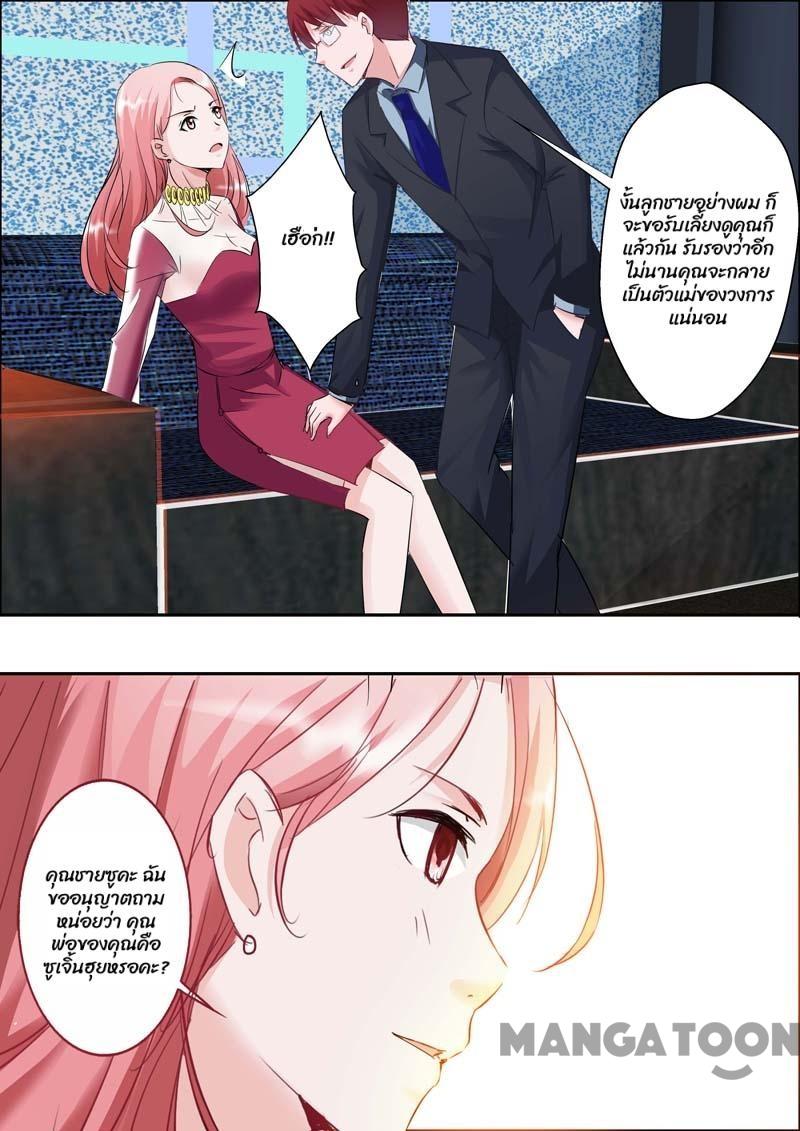 งั้นลูกชายอย่างผม ก็
จะขอรับเลี้ยงดูคุณก็
แล้วกัน รับรองว่าอีก
ไม่นานคุณจะกลาย
เป็นตัวแม่ของวงการ
แน่นอน
เฮือก!!
คุณชายซูคะ ฉัน
ขออนุญาตถาม
หน่อยว่า คุณ
พ่อของคุณคือ
ซูเจิ้นฮุยหรอคะ?
MANGATOON